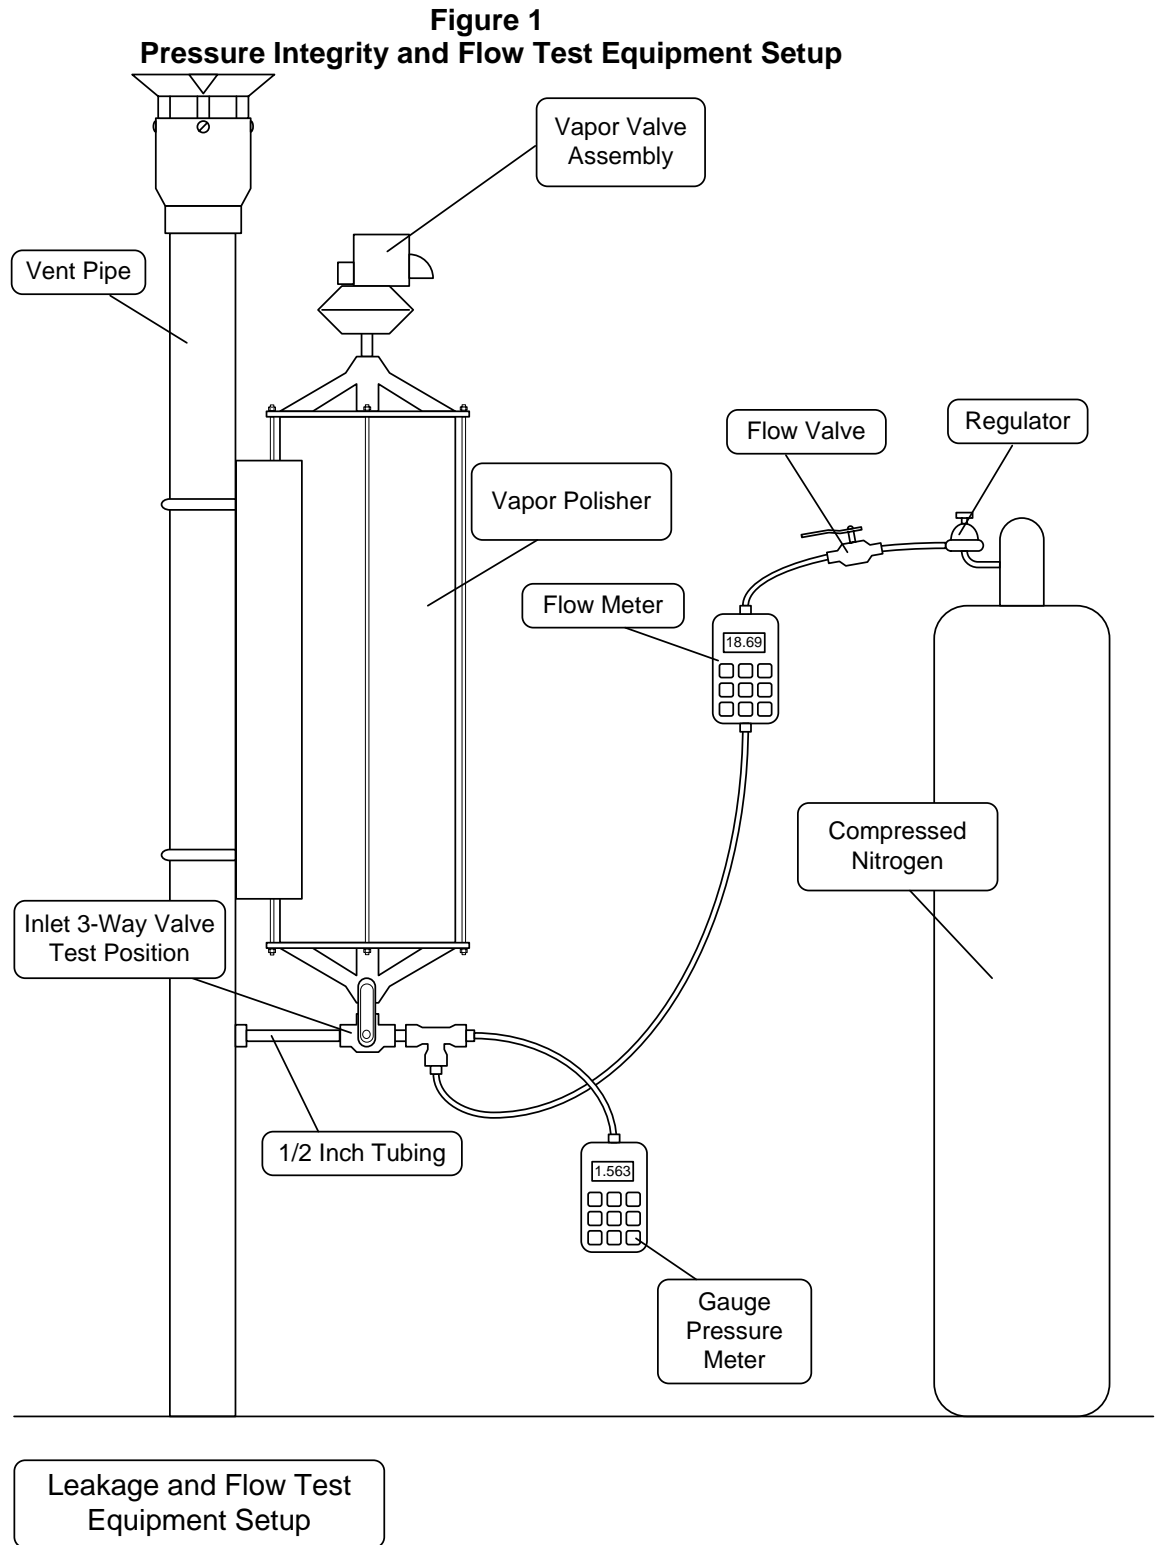 Figure 1
Pressure Integrity and Flow Test Equipment Setup
Vapor Valve
Assembly
Vent Pipe
Flow Valve
Regulator
Vapor Polisher
Flow Meter
18.69
Compressed
Nitrogen
Inlet 3-Way Valve
Test Position
1/2 Inch Tubing
1.563
Gauge
Pressure
Meter
Leakage and Flow Test
Equipment Setup